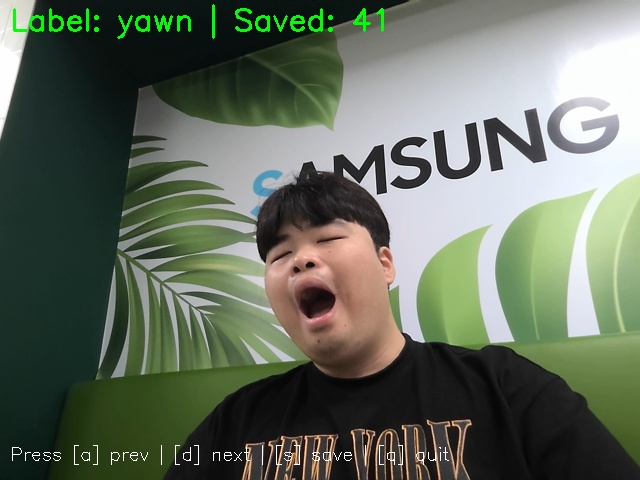 Label: yawn | Saved: 41
SAMSUNG
NEW YORK
Press [a] prev | [d] next | [s] save | [q] quit